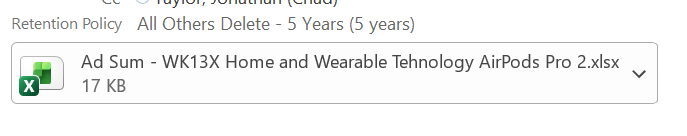 Cc Taylor, Jonathan (Chad)
Retention Policy All Others Delete - 5 Years (5 years)
Ad Sum - WK13X Home and Wearable Tehnology AirPods Pro 2.xlsx
17 KB